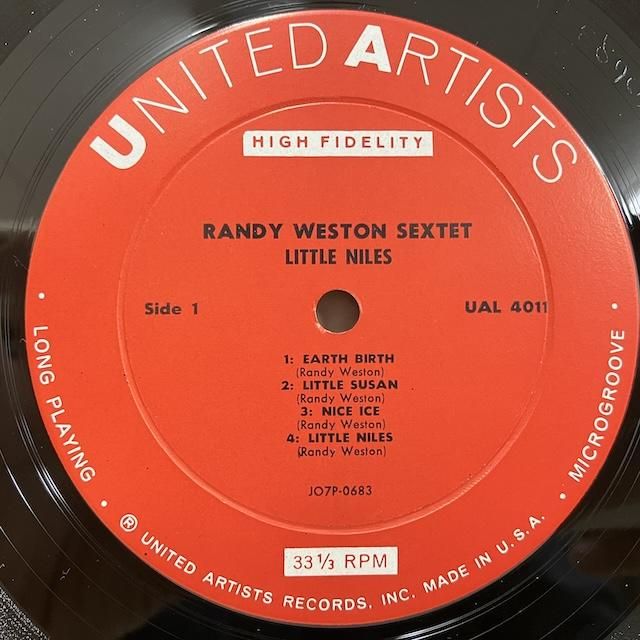 UNITED ARTISTS
HIGH FIDELITY
RANDY WESTON SEXTET
LITTLE NILES
Side 1
UAL 4011
1: EARTH BIRTH
(Randy Weston)
2: LITTLE SUSAN
(Randy Weston)
3: NICE ICE
(Randy Weston)
4: LITTLE NILES
(Randy Weston)
JO7P-0683
33 1/3 RPM
• LONG PLAYING •
• MICROGROOVE •
Ⓡ UNITED ARTISTS RECORDS, INC. MADE IN U.S.A.